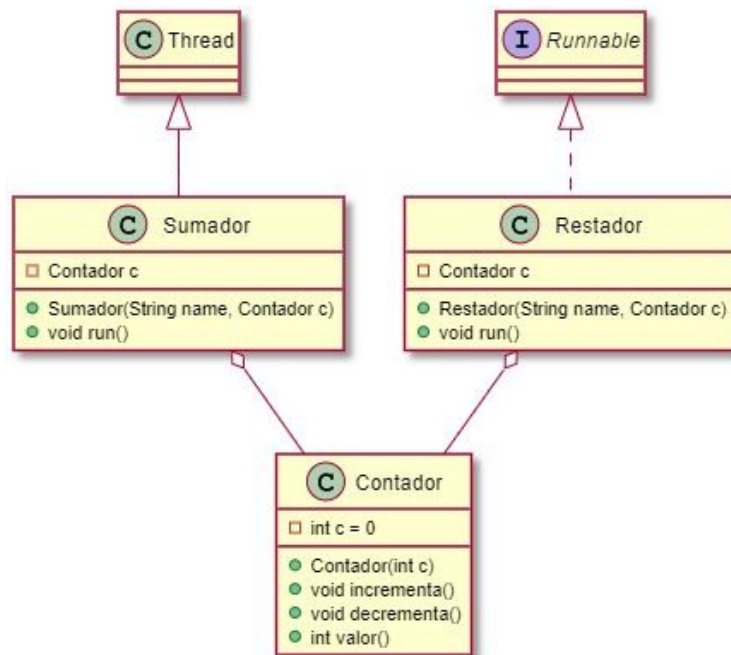 C Thread
I Runnable
C Sumador
Contador c
Sumador(String name, Contador c)
void run()
C Restador
Contador c
Restador(String name, Contador c)
void run()
C Contador
int c = 0
Contador(int c)
void incrementa()
void decrementa()
int valor()